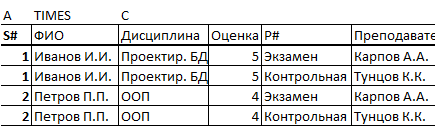 A TIMES C
S# ФИО Дисциплина Оценка P# Преподавате
1 Иванов И.И. Проектир. БД 5 Экзамен Карпов А.А.
1 Иванов И.И. Проектир. БД 5 Контрольная Тунцов К.К.
2 Петров П.П. ООП 4 Экзамен Карпов А.А.
2 Петров П.П. ООП 4 Контрольная Тунцов К.К.